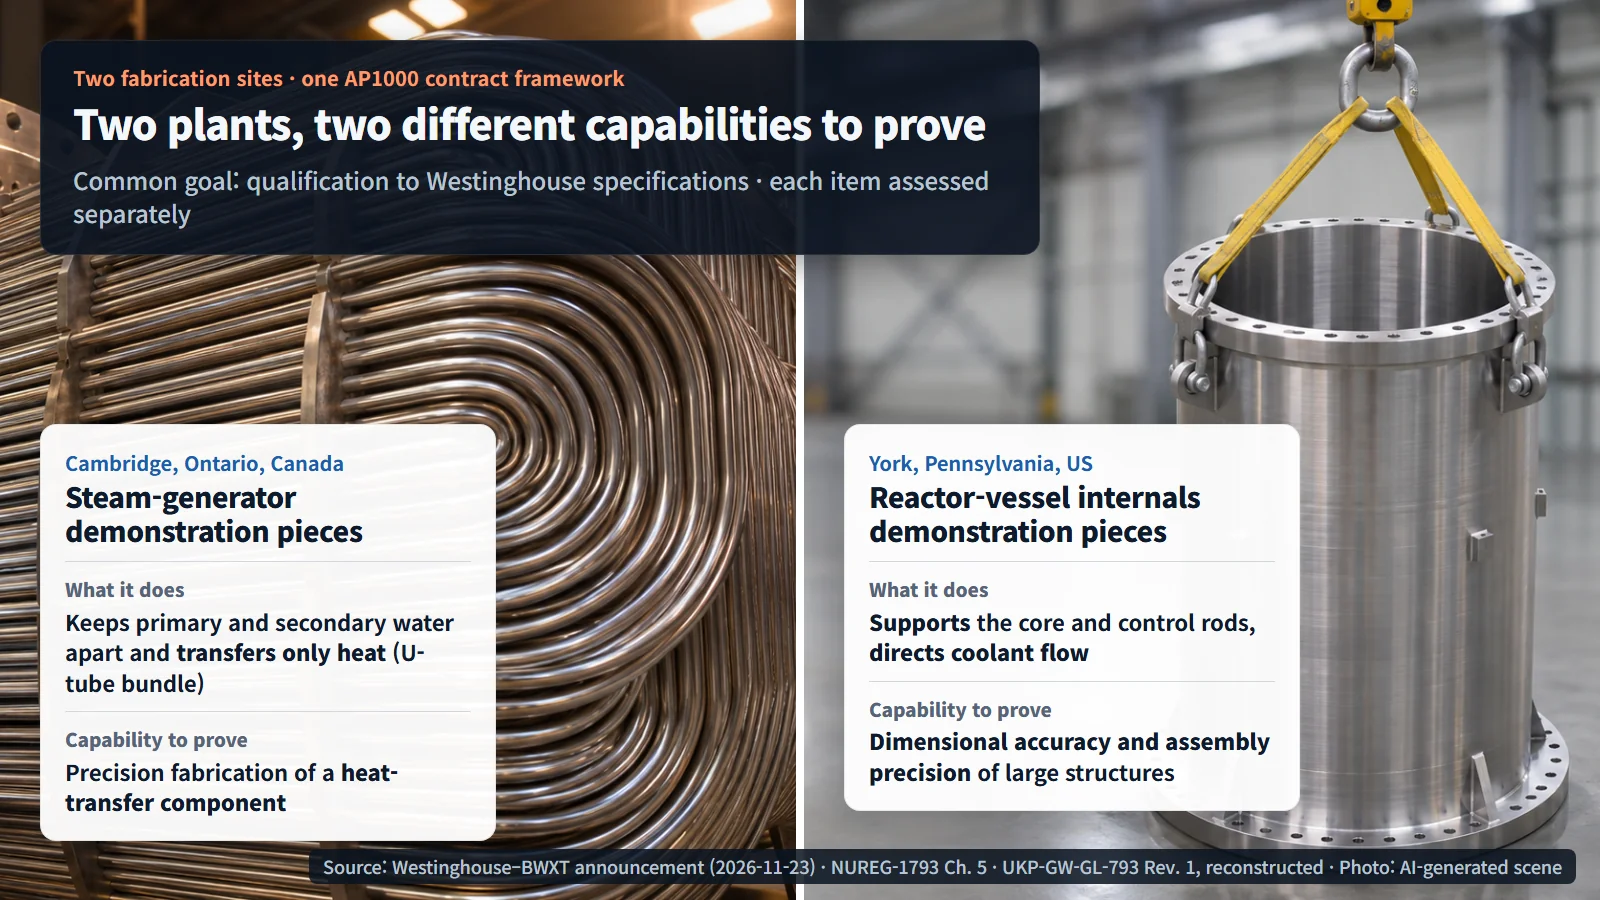 Two fabrication sites · one AP1000 contract framework
Two plants, two different capabilities to prove
Common goal: qualification to Westinghouse specifications · each item assessed
separately
Cambridge, Ontario, Canada
Steam-generator
demonstration pieces
What it does
Keeps primary and secondary water
apart and transfers only heat (U-
tube bundle)
Capability to prove
Precision fabrication of a heat-
transfer component
York, Pennsylvania, US
Reactor-vessel internals
demonstration pieces
What it does
Supports the core and control rods,
directs coolant flow
Capability to prove
Dimensional accuracy and assembly
precision of large structures
Source: Westinghouse–BWXT announcement (2026-11-23) · NUREG-1793 Ch. 5 · UKP-GW-GL-793 Rev. 1, reconstructed · Photo: AI-generated scene